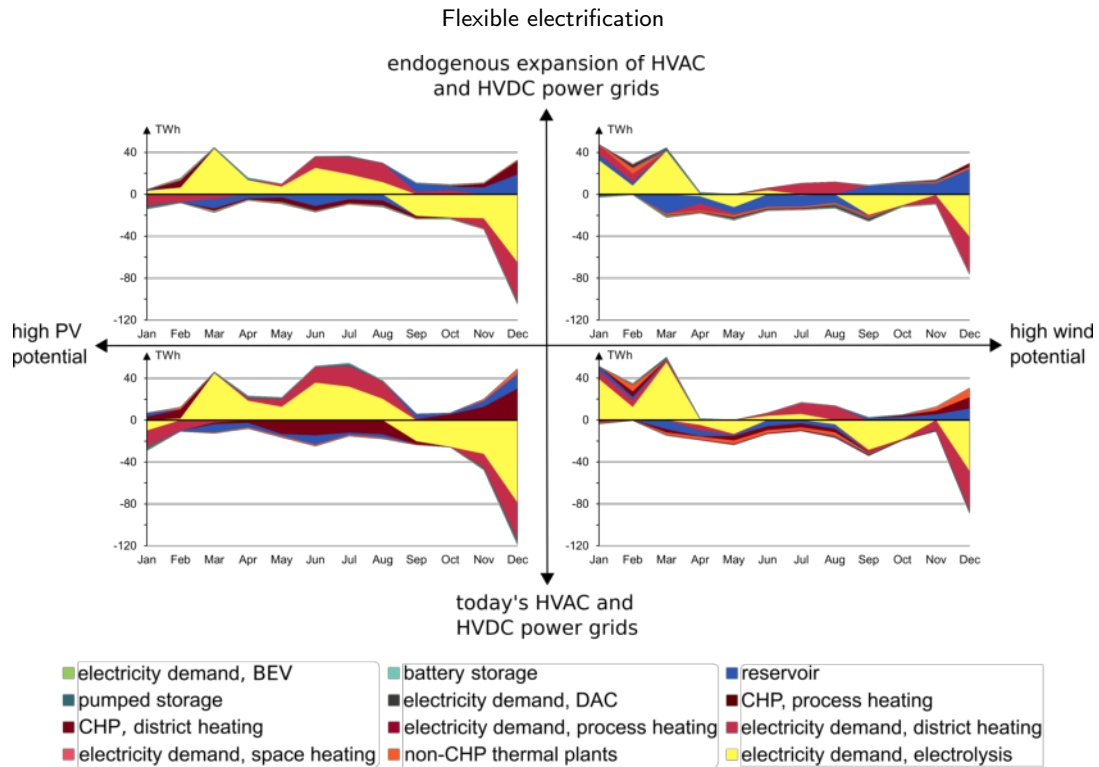 Flexible electrification
endogenous expansion of HVAC
and HVDC power grids
TWh
40
0
-40
-80
-120
Jan Feb Mar Apr May Jun Jul Aug Sep Oct Nov Dec
TWh
40
0
-40
-80
-120
Jan Feb Mar Apr May Jun Jul Aug Sep Oct Nov Dec
high PV
potential
high wind
potential
TWh
40
0
-40
-80
-120
Jan Feb Mar Apr May Jun Jul Aug Sep Oct Nov Dec
TWh
40
0
-40
-80
-120
Jan Feb Mar Apr May Jun Jul Aug Sep Oct Nov Dec
today's HVAC and
HVDC power grids
electricity demand, BEV
battery storage
reservoir
pumped storage
electricity demand, DAC
CHP, process heating
CHP, district heating
electricity demand, process heating
electricity demand, district heating
electricity demand, space heating
non-CHP thermal plants
electricity demand, electrolysis